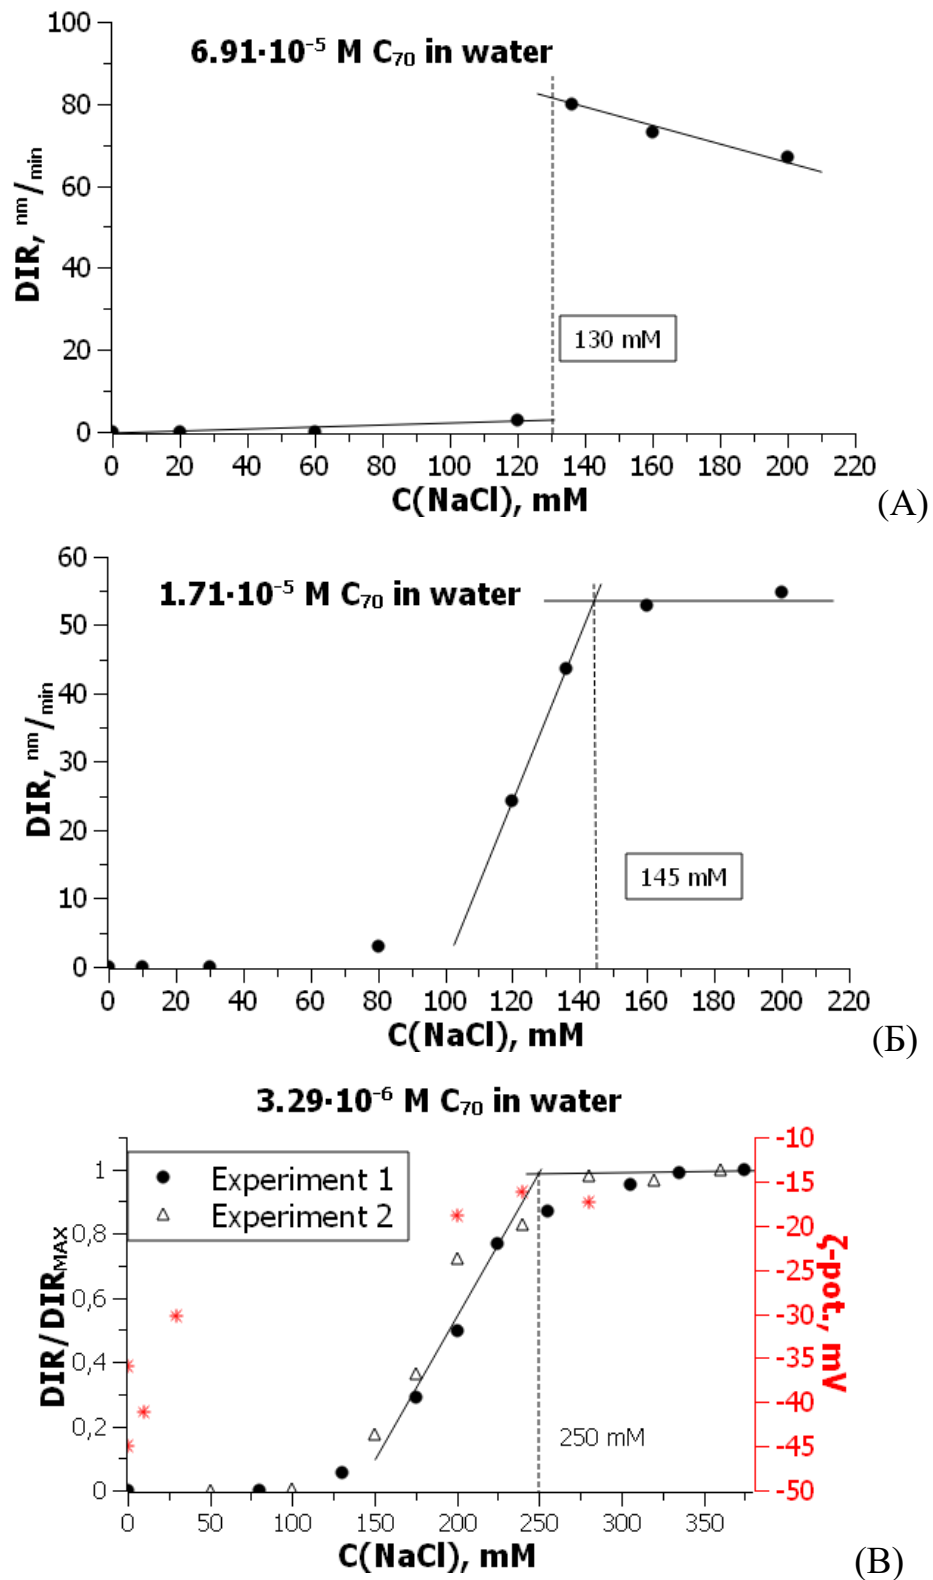 100
6.91·10⁻⁵ M C₇₀ in water
80
60
DIR, nm/min
40
130 mM
20
0
0 20 40 60 80 100 120 140 160 180 200 220
C(NaCl), mM
(А)
60
1.71·10⁻⁵ M C₇₀ in water
50
40
DIR, nm/min
30
20
145 mM
10
0
0 20 40 60 80 100 120 140 160 180 200 220
C(NaCl), mM
(Б)
3.29·10⁻⁶ M C₇₀ in water
-10
1
Experiment 1
-15
Experiment 2
-20
0,8
-25
0,6
-30
DIR/DIRMAX
ζ-pot., mV
0,4
-35
-40
0,2
250 mM
-45
0
-50
0 50 100 150 200 250 300 350
C(NaCl), mM
(В)